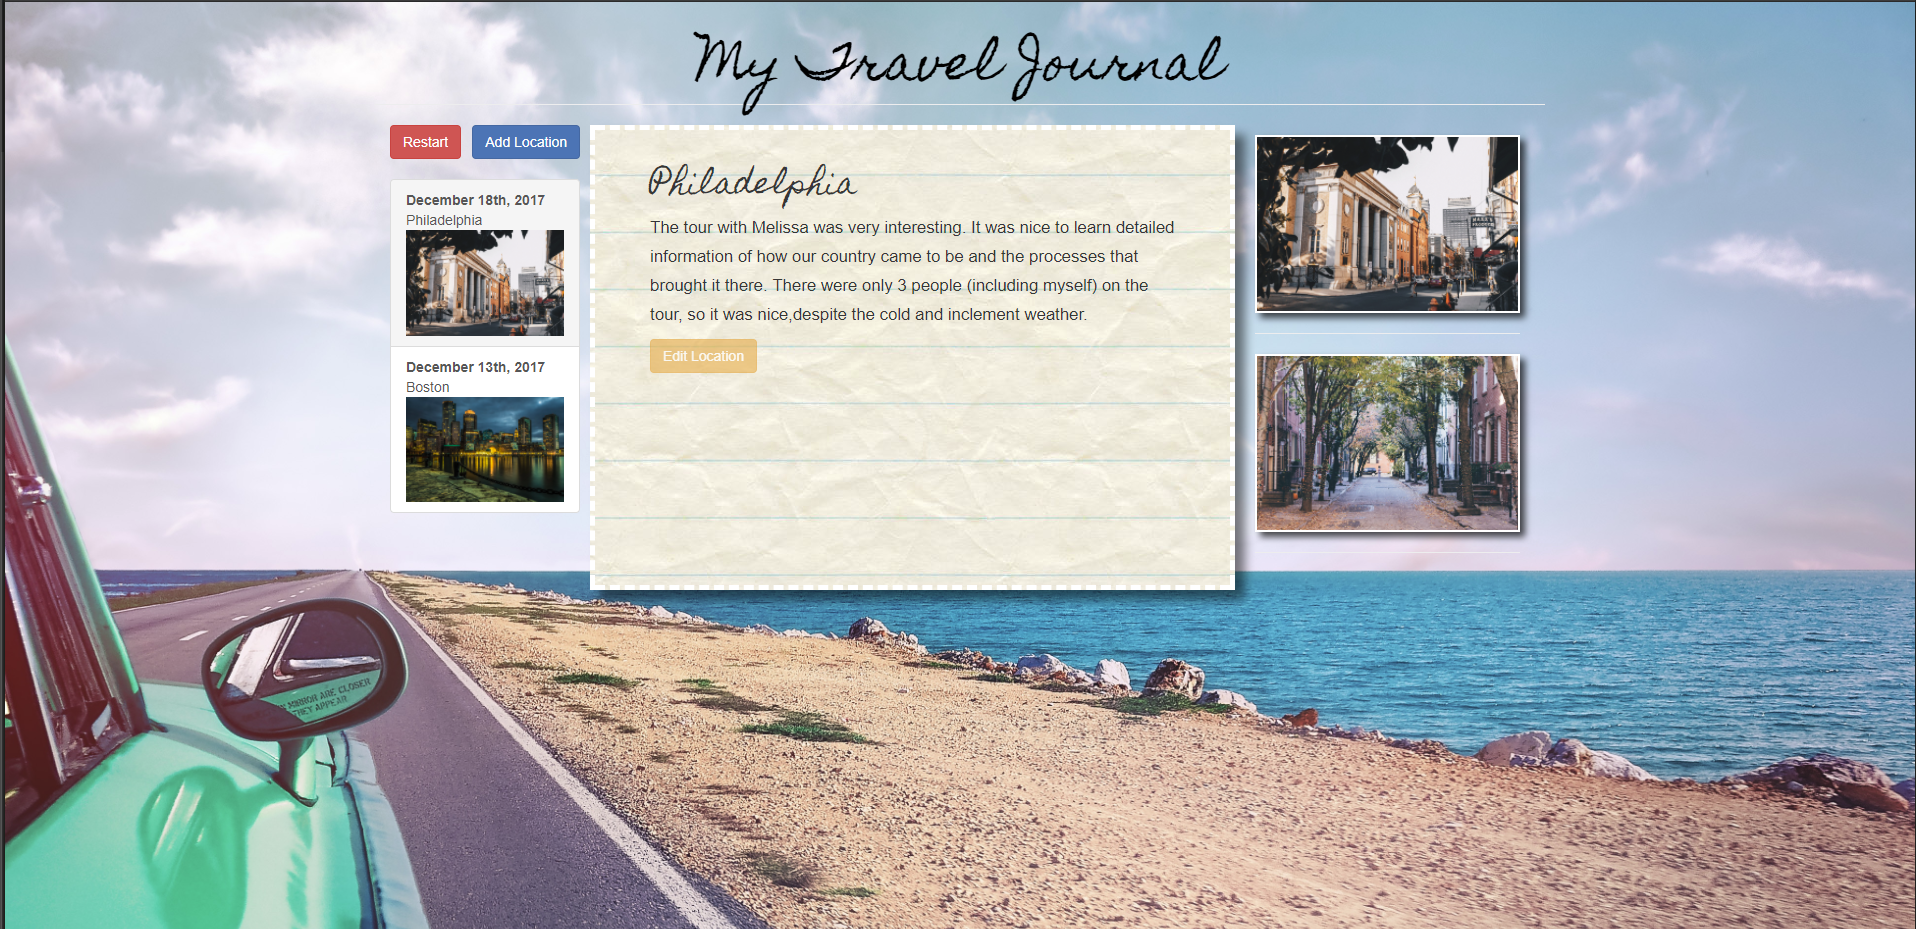 My Travel Journal
Restart
Add Location
December 18th, 2017
Philadelphia
December 13th, 2017
Boston
Philadelphia
The tour with Melissa was very interesting. It was nice to learn detailed
information of how our country came to be and the processes that
brought it there. There were only 3 people (including myself) on the
tour, so it was nice,despite the cold and inclement weather.
Edit Location
MIRROR ARE CLOSER
THEY APPEAR